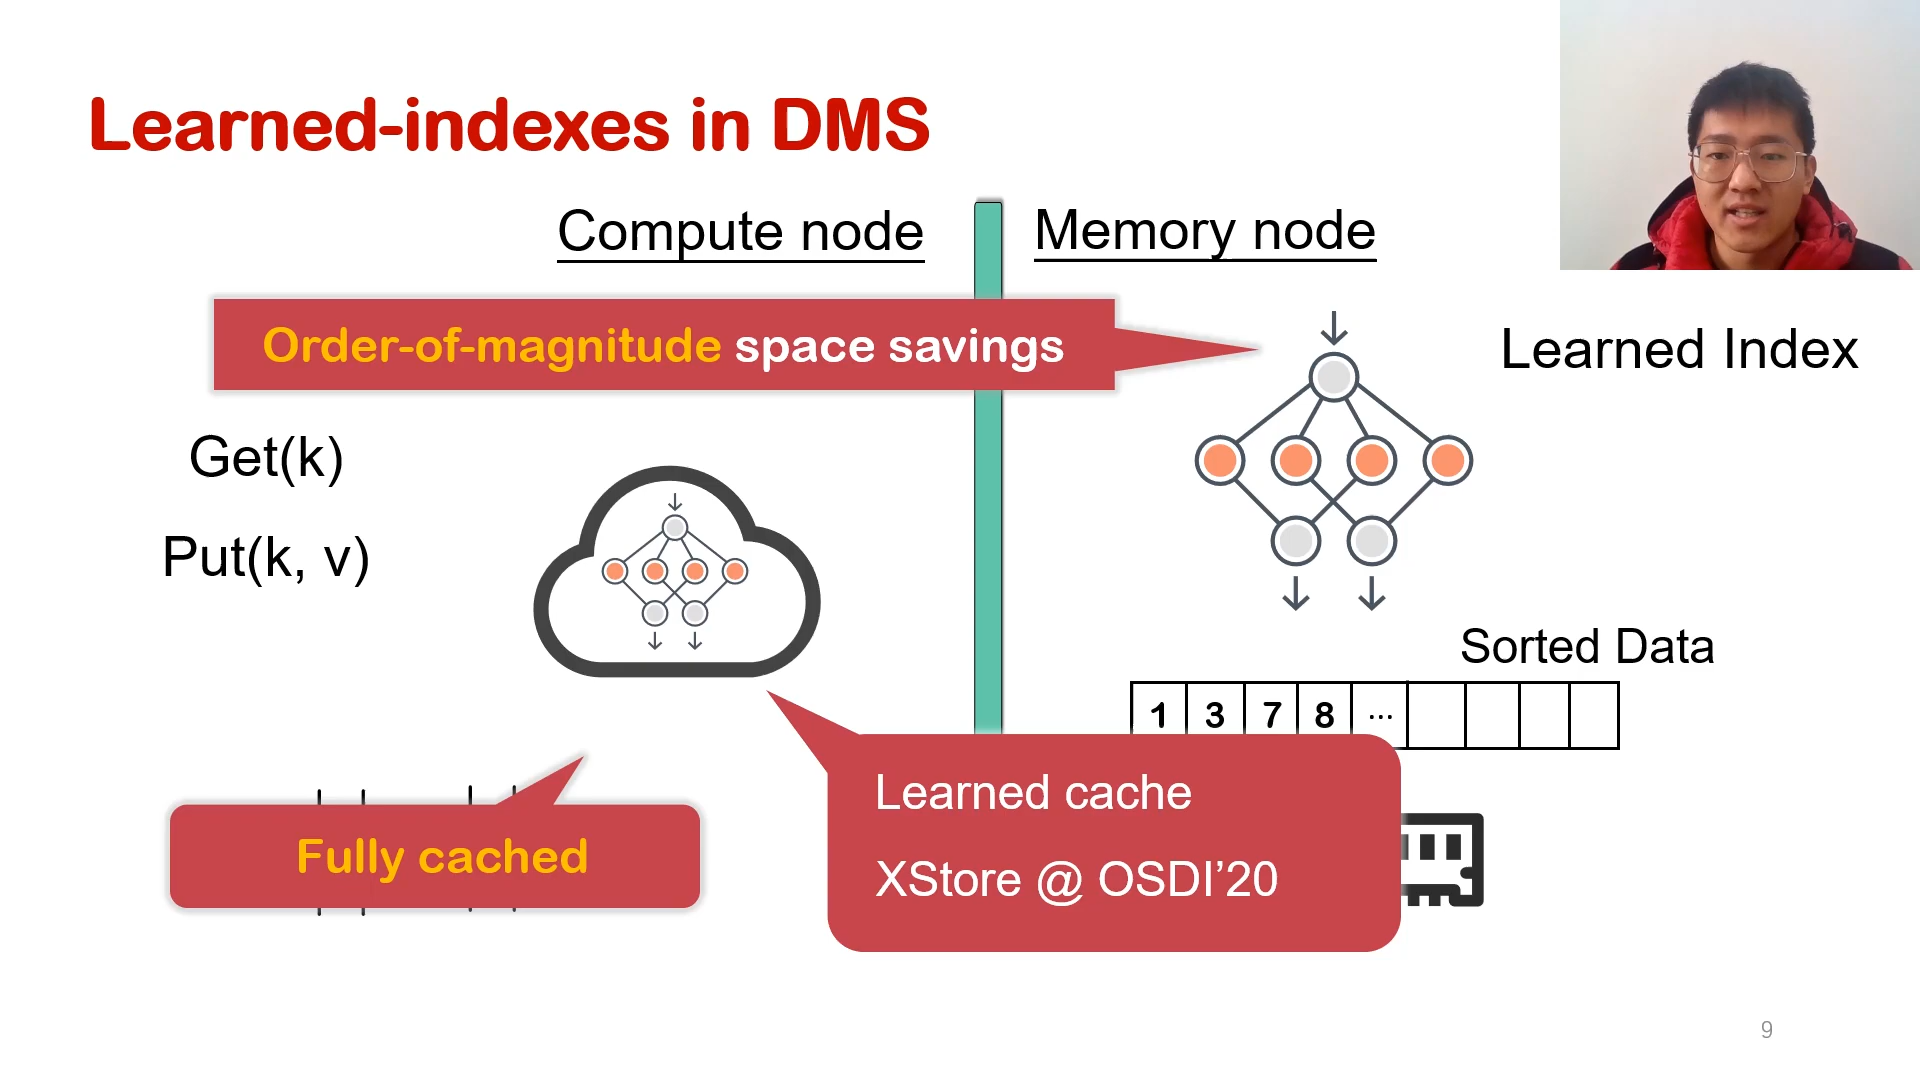 Learned-indexes in DMS
Compute node
Memory node
Order-of-magnitude space savings
Learned Index
Get(k)
Put(k, v)
Sorted Data
1 3 7 8 ...
Learned cache
XStore @ OSDI’20
Fully cached
9